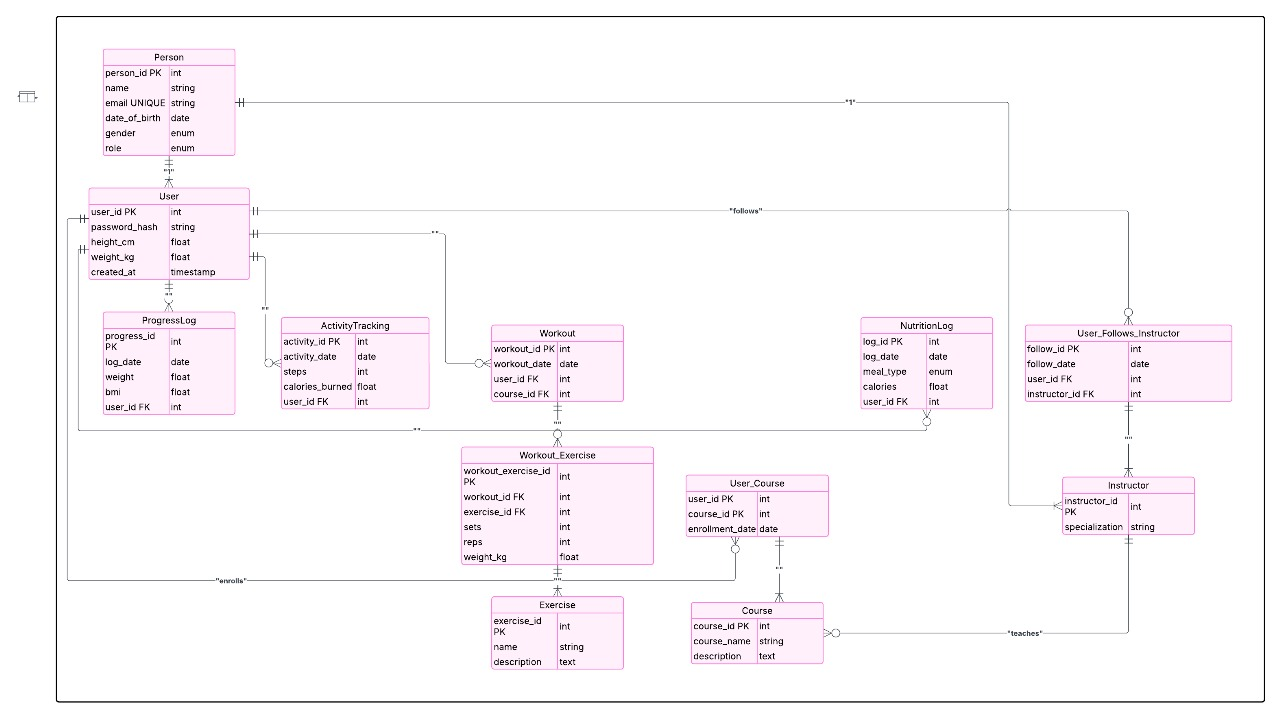 Person
person_id PK int
name string
email UNIQUE string
date_of_birth date
gender enum
role enum
"1"
"1"
User
user_id PK int
password_hash string
height_cm float
weight_kg float
created_at timestamp
"follows"
""
""
""
ProgressLog
progress_id PK int
log_date date
weight float
bmi float
user_id FK int
ActivityTracking
activity_id PK int
activity_date date
steps int
calories_burned float
user_id FK int
Workout
workout_id PK int
workout_date date
user_id FK int
course_id FK int
NutritionLog
log_id PK int
log_date date
meal_type enum
calories float
user_id FK int
User_Follows_Instructor
follow_id PK int
follow_date date
user_id FK int
instructor_id FK int
""
""
""
Workout_Exercise
workout_exercise_id PK int
workout_id FK int
exercise_id FK int
sets int
reps int
weight_kg float
User_Course
user_id PK int
course_id PK int
enrollment_date date
Instructor
instructor_id PK int
specialization string
""
"enrolls"
""
Exercise
exercise_id PK int
name string
description text
Course
course_id PK int
course_name string
description text
"teaches"